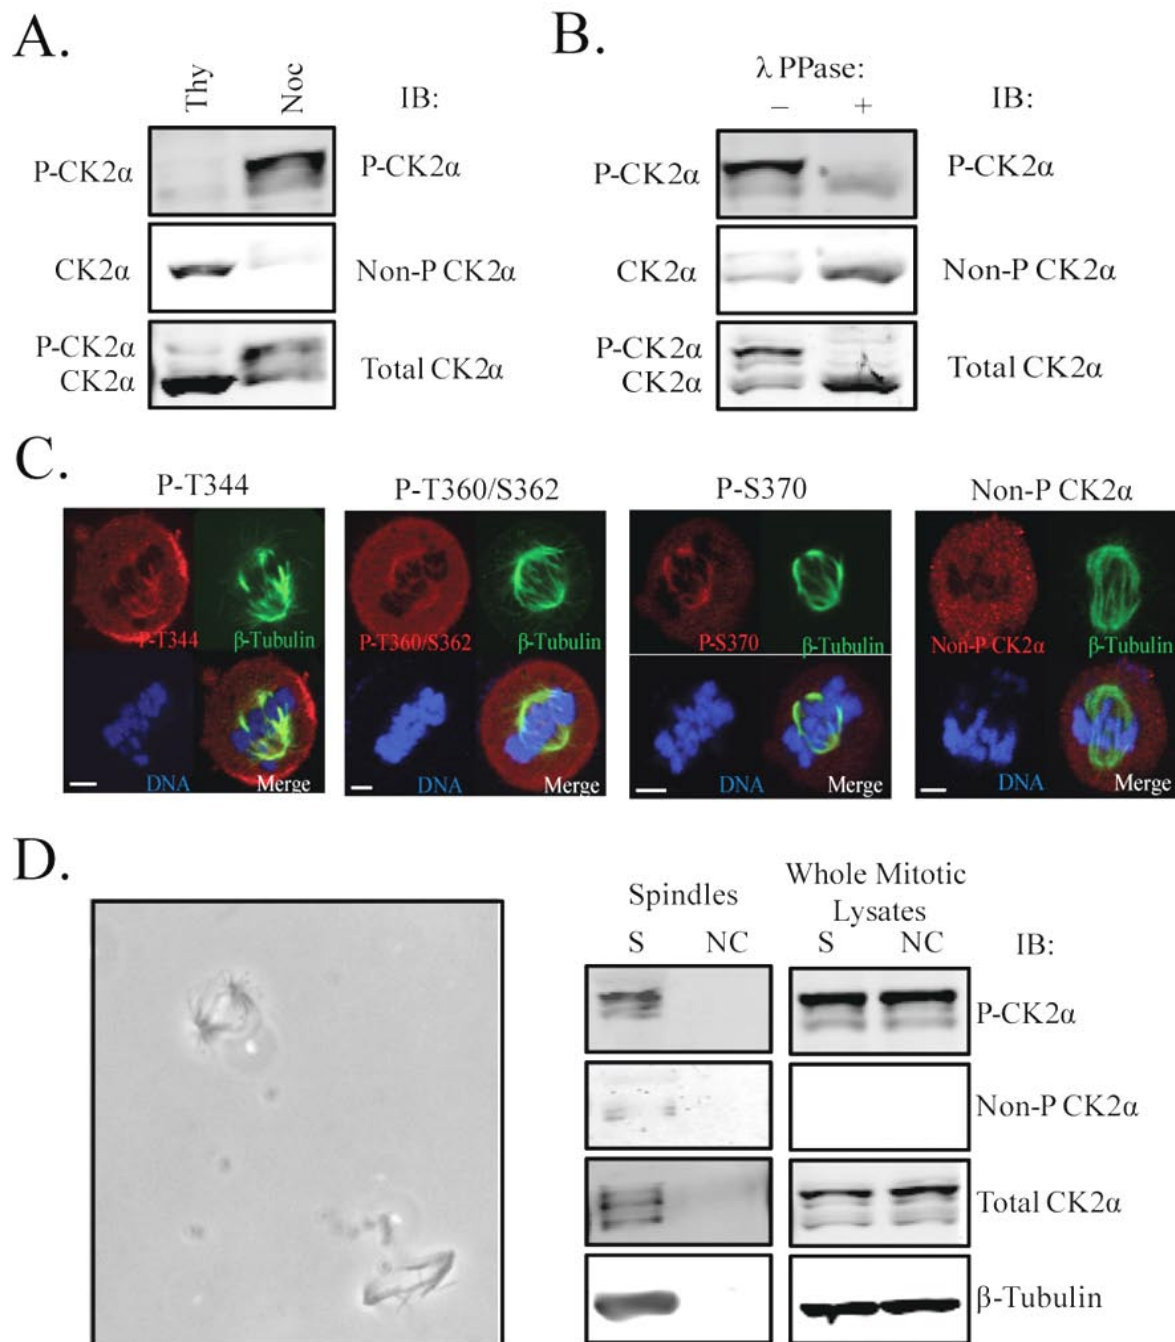 A.
Thy
Noc
IB:
P-CK2α
P-CK2α
CK2α
Non-P CK2α
P-CK2α
CK2α
Total CK2α
B.
λ PPase:
– +
IB:
P-CK2α
P-CK2α
CK2α
Non-P CK2α
P-CK2α
CK2α
Total CK2α
C.
P-T344
P-T344
β-Tubulin
DNA
Merge
P-T360/S362
P-T360/S362
β-Tubulin
DNA
Merge
P-S370
P-S370
β-Tubulin
DNA
Merge
Non-P CK2α
Non-P CK2α
β-Tubulin
DNA
Merge
D.
Spindles
S NC
Whole Mitotic
Lysates
S NC
IB:
P-CK2α
Non-P CK2α
Total CK2α
β-Tubulin